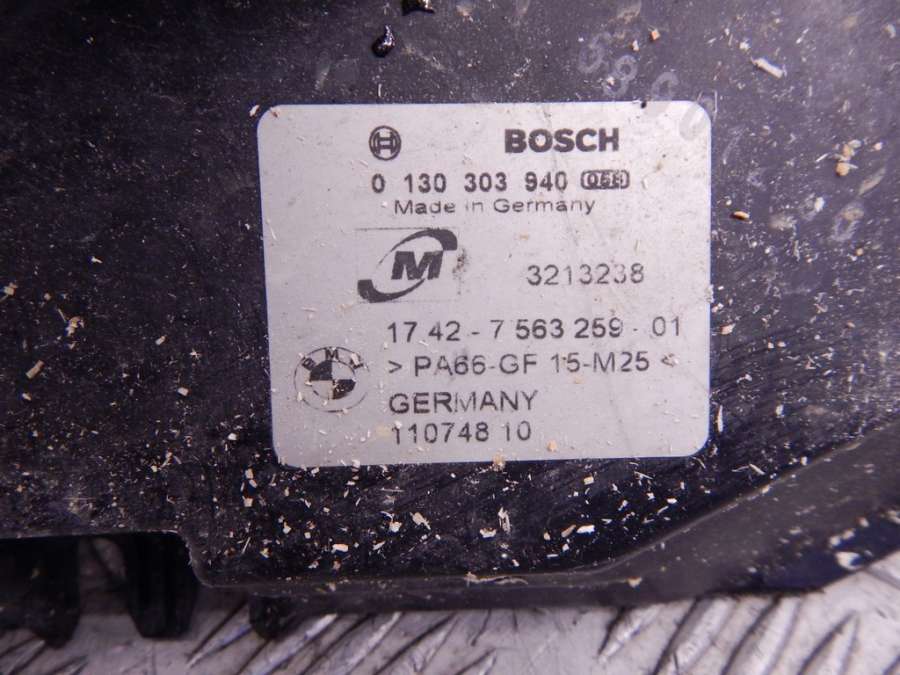 BOSCH
0 130 303 940
Made in Germany
M
3213238
17 42 - 7 563 259 - 01
BMW
> PA66-GF 15-M25 <
GERMANY
110748 10